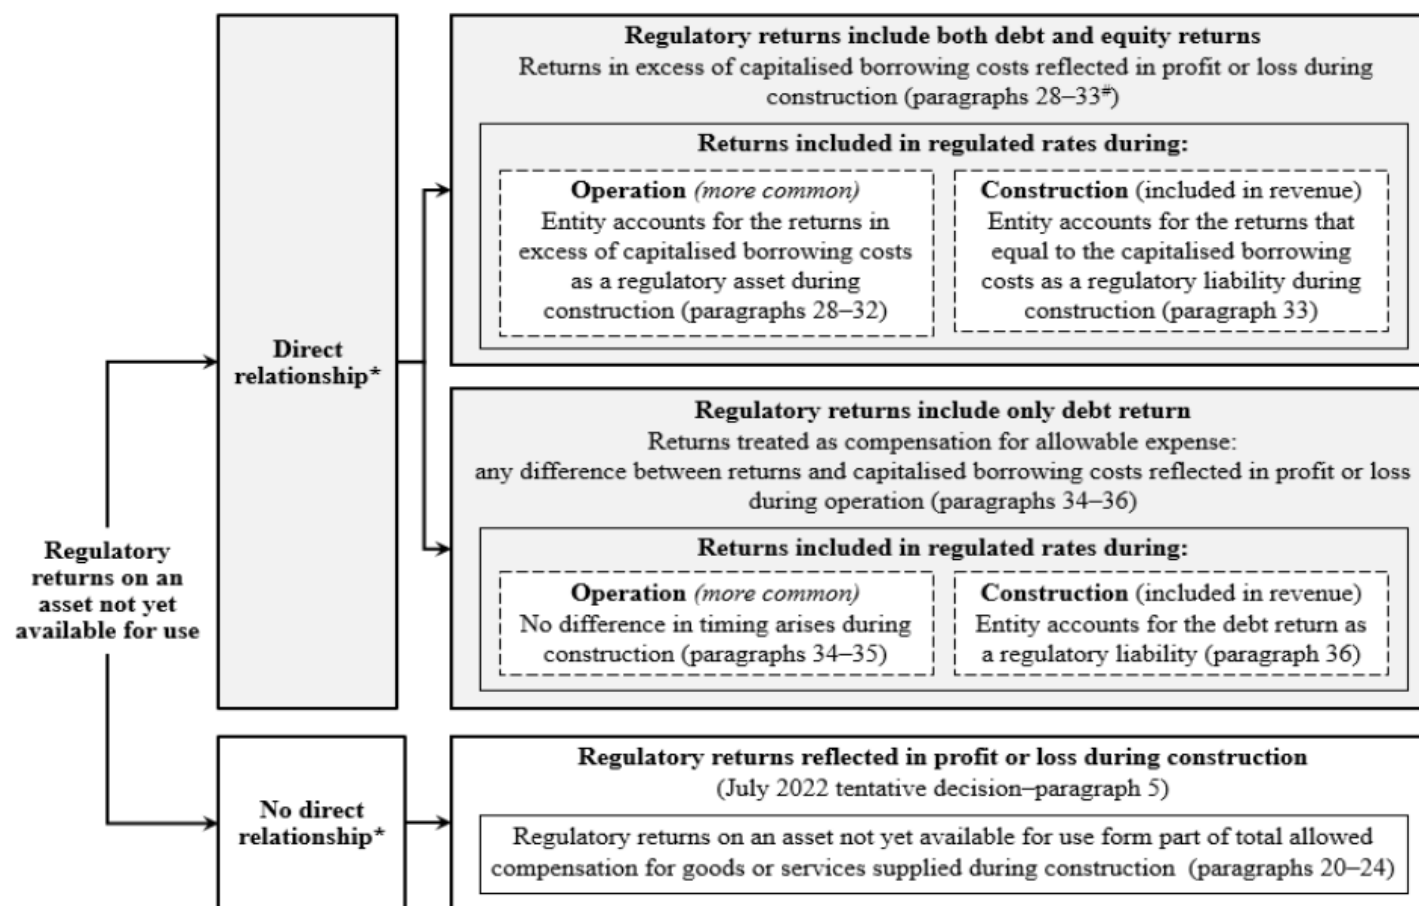 Regulatory
returns on an
asset not yet
available for use
Direct
relationship*
Regulatory returns include both debt and equity returns
Returns in excess of capitalised borrowing costs reflected in profit or loss during
construction (paragraphs 28–33#)
Returns included in regulated rates during:
Operation (more common)
Entity accounts for the returns in
excess of capitalised borrowing costs
as a regulatory asset during
construction (paragraphs 28–32)
Construction (included in revenue)
Entity accounts for the returns that
equal to the capitalised borrowing
costs as a regulatory liability during
construction (paragraph 33)
Regulatory returns include only debt return
Returns treated as compensation for allowable expense:
any difference between returns and capitalised borrowing costs reflected in profit or loss
during operation (paragraphs 34–36)
Returns included in regulated rates during:
Operation (more common)
No difference in timing arises during
construction (paragraphs 34–35)
Construction (included in revenue)
Entity accounts for the debt return as
a regulatory liability (paragraph 36)
No direct
relationship*
Regulatory returns reflected in profit or loss during construction
(July 2022 tentative decision–paragraph 5)
Regulatory returns on an asset not yet available for use form part of total allowed
compensation for goods or services supplied during construction (paragraphs 20–24)